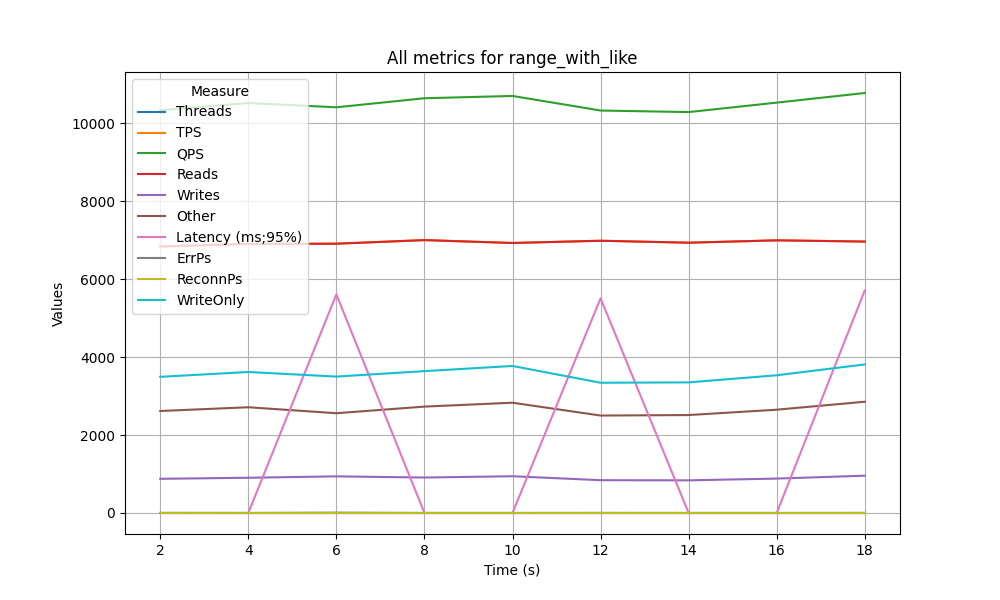 All metrics for range_with_like
Measure
Threads
TPS
QPS
Reads
Writes
Other
Latency (ms;95%)
ErrPs
ReconnPs
WriteOnly
10000
8000
6000
4000
2000
0
Values
2 4 6 8 10 12 14 16 18
Time (s)